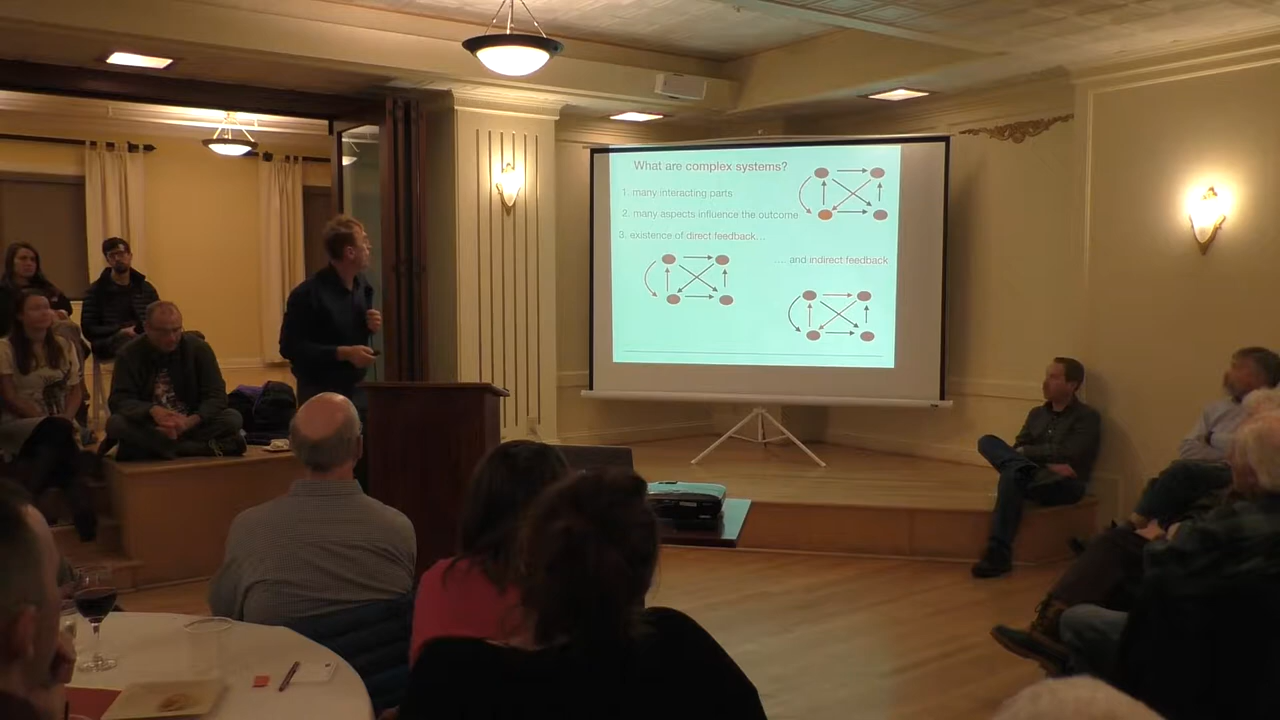 What are complex systems?
1. many interacting parts
2. many aspects influence the outcome
3. existence of direct feedback...
.... and indirect feedback